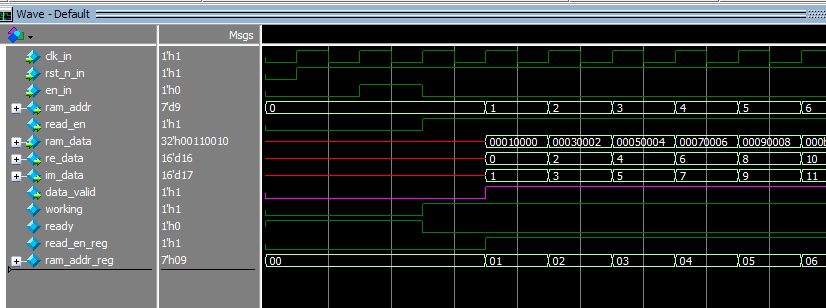 Wave - Default
Msgs
clk_in 1'h1
rst_n_in 1'h1
en_in 1'h0
ram_addr 7'd9 0 1 2 3 4 5 6
read_en 1'h1
ram_data 32'h00110010 00010000 00030002 00050004 00070006 00090008
re_data 16'd16 0 2 4 6 8 10
im_data 16'd17 1 3 5 7 9 11
data_valid 1'h1
working 1'h1
ready 1'h0
read_en_reg 1'h1
ram_addr_reg 7'h09 00 01 02 03 04 05 06